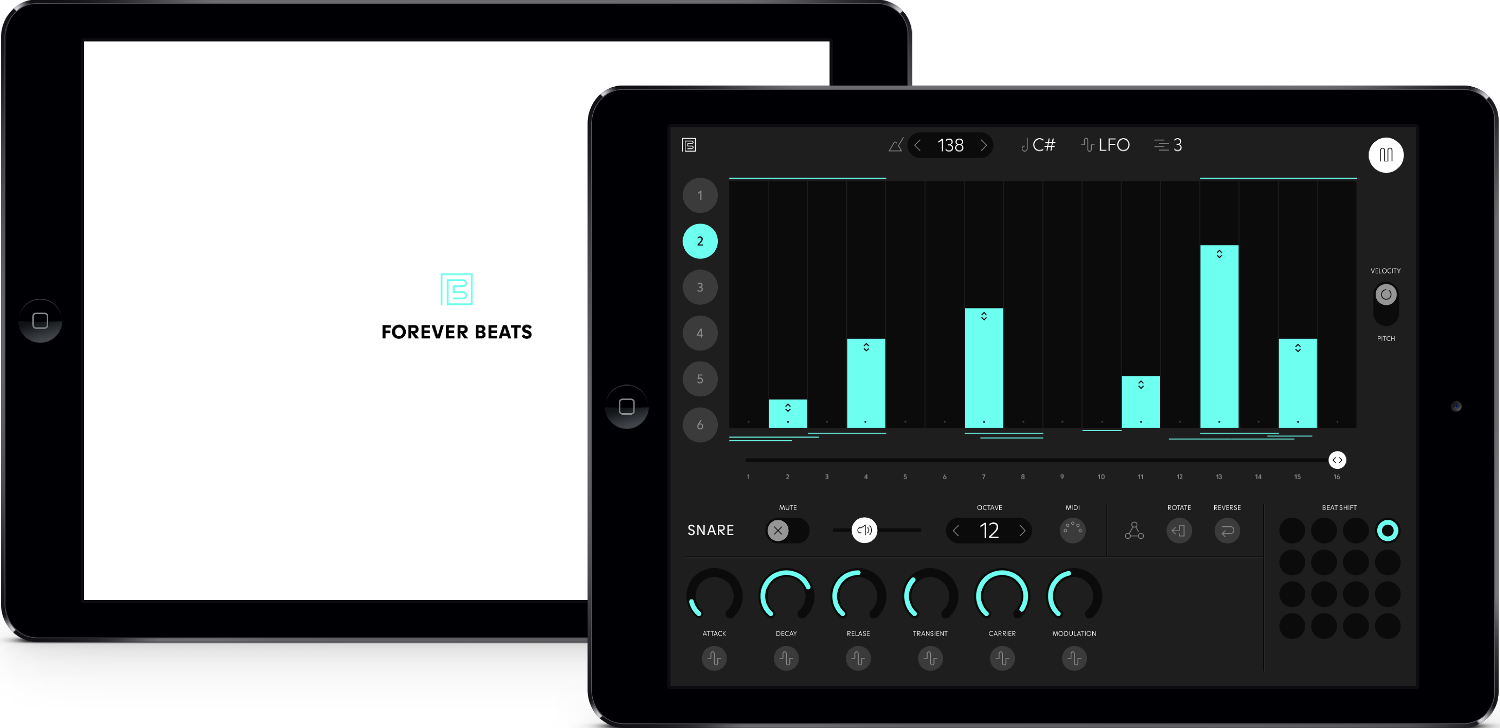 FOREVER BEATS
138
C#
LFO
3
1
2
3
4
5
6
VELOCITY
PITCH
1 2 3 4 5 6 7 8 9 10 11 12 13 14 15 16
SNARE
MUTE
OCTAVE
12
MIDI
ROTATE
REVERSE
BEAT SHIFT
ATTACK
DECAY
RELASE
TRANSIENT
CARRIER
MODULATION